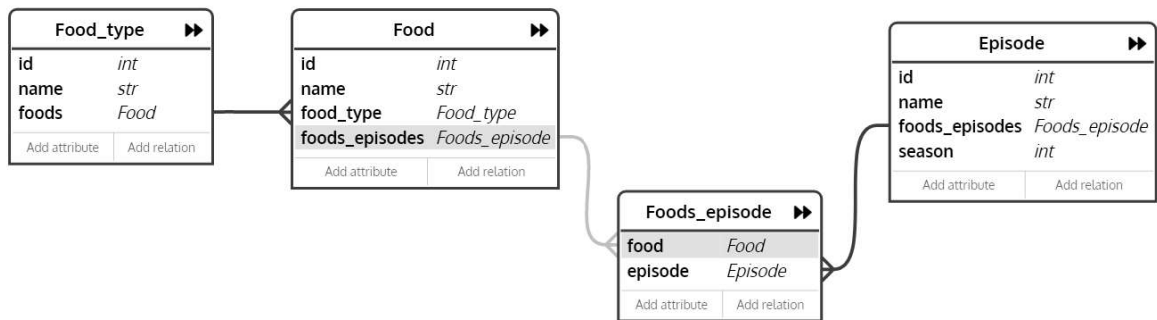 Food_type
id int
name str
foods Food
Add attribute Add relation
Food
id int
name str
food_type Food_type
foods_episodes Foods_episode
Add attribute Add relation
Foods_episode
food Food
episode Episode
Add attribute Add relation
Episode
id int
name str
foods_episodes Foods_episode
season int
Add attribute Add relation